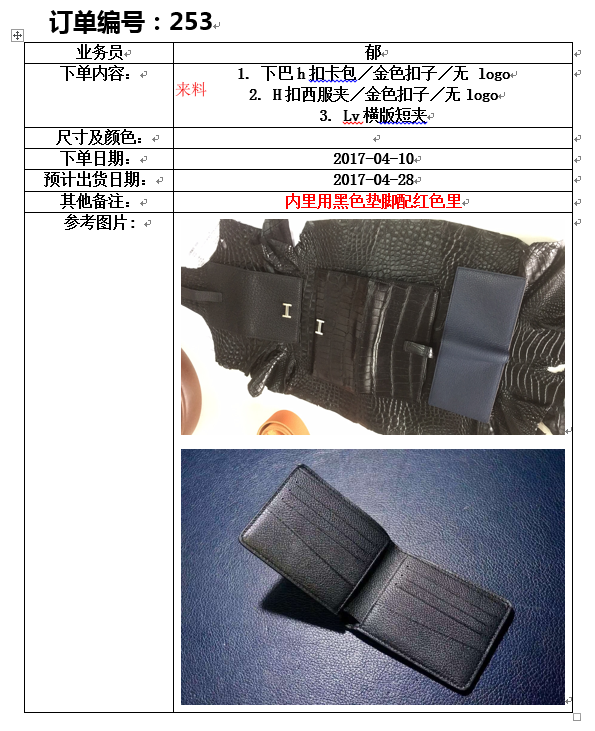 订单编号：253
业务员 郁
下单内容： 来料 1. 下巴h扣卡包／金色扣子／无 logo
2. H扣西服夹／金色扣子／无 logo
3. Lv横版短夹
尺寸及颜色：
下单日期： 2017-04-10
预计出货日期： 2017-04-28
其他备注： 内里用黑色垫脚配红色里
参考图片：